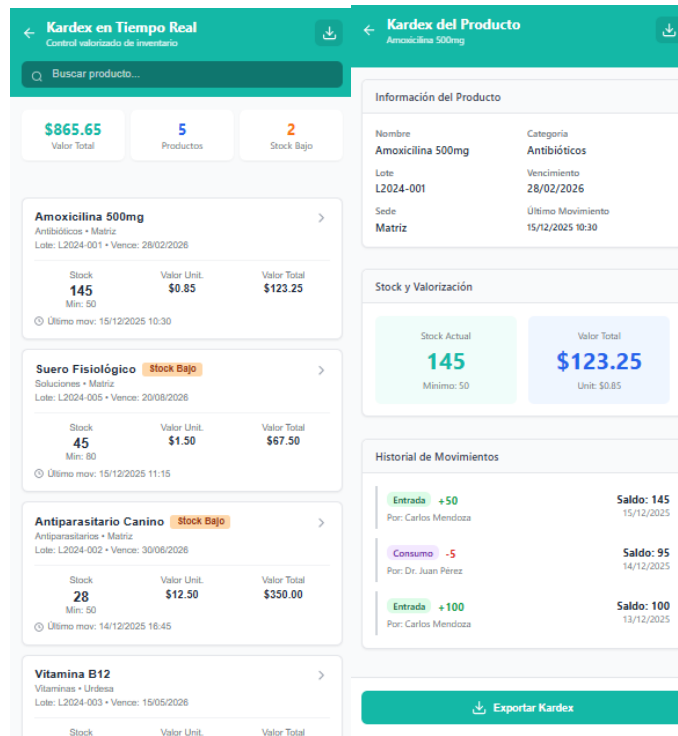 Kardex en Tiempo Real
Control valorizado de inventario
Buscar producto...
$865.65
Valor Total
5
Productos
2
Stock Bajo
Amoxicilina 500mg
Antibióticos • Matriz
Lote: L2024-001 • Vence: 28/02/2026
Stock Valor Unit. Valor Total
145 $0.85 $123.25
Min: 50
Último mov: 15/12/2025 10:30
Suero Fisiológico Stock Bajo
Soluciones • Matriz
Lote: L2024-005 • Vence: 20/08/2026
Stock Valor Unit. Valor Total
45 $1.50 $67.50
Min: 80
Último mov: 15/12/2025 11:15
Antiparasitario Canino Stock Bajo
Antiparasitarios • Matriz
Lote: L2024-002 • Vence: 30/06/2026
Stock Valor Unit. Valor Total
28 $12.50 $350.00
Min: 50
Último mov: 14/12/2025 16:45
Vitamina B12
Vitaminas • Urdesa
Lote: L2024-003 • Vence: 15/05/2026
Stock Valor Unit. Valor Total
Kardex del Producto
Amoxicilina 500mg
Información del Producto
Nombre Categoría
Amoxicilina 500mg Antibióticos
Lote Vencimiento
L2024-001 28/02/2026
Sede Último Movimiento
Matriz 15/12/2025 10:30
Stock y Valorización
Stock Actual
145
Mínimo: 50
Valor Total
$123.25
Unit: $0.85
Historial de Movimientos
Entrada +50 Saldo: 145
Por: Carlos Mendoza 15/12/2025
Consumo -5 Saldo: 95
Por: Dr. Juan Pérez 14/12/2025
Entrada +100 Saldo: 100
Por: Carlos Mendoza 13/12/2025
Exportar Kardex